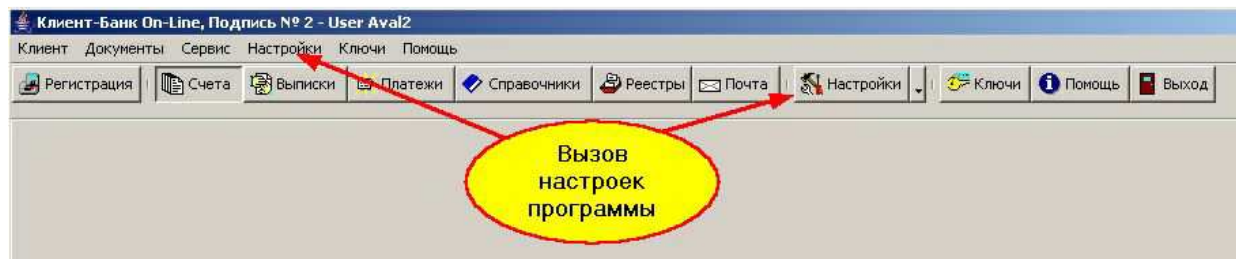 Клиент-Банк On-Line, Подпись № 2 - User Aval2
Клиент Документы Сервис Настройки Ключи Помощь
Регистрация Счета Выписки Платежи Справочники Реестры Почта Настройки Ключи Помощь Выход
Вызов
настроек
программы